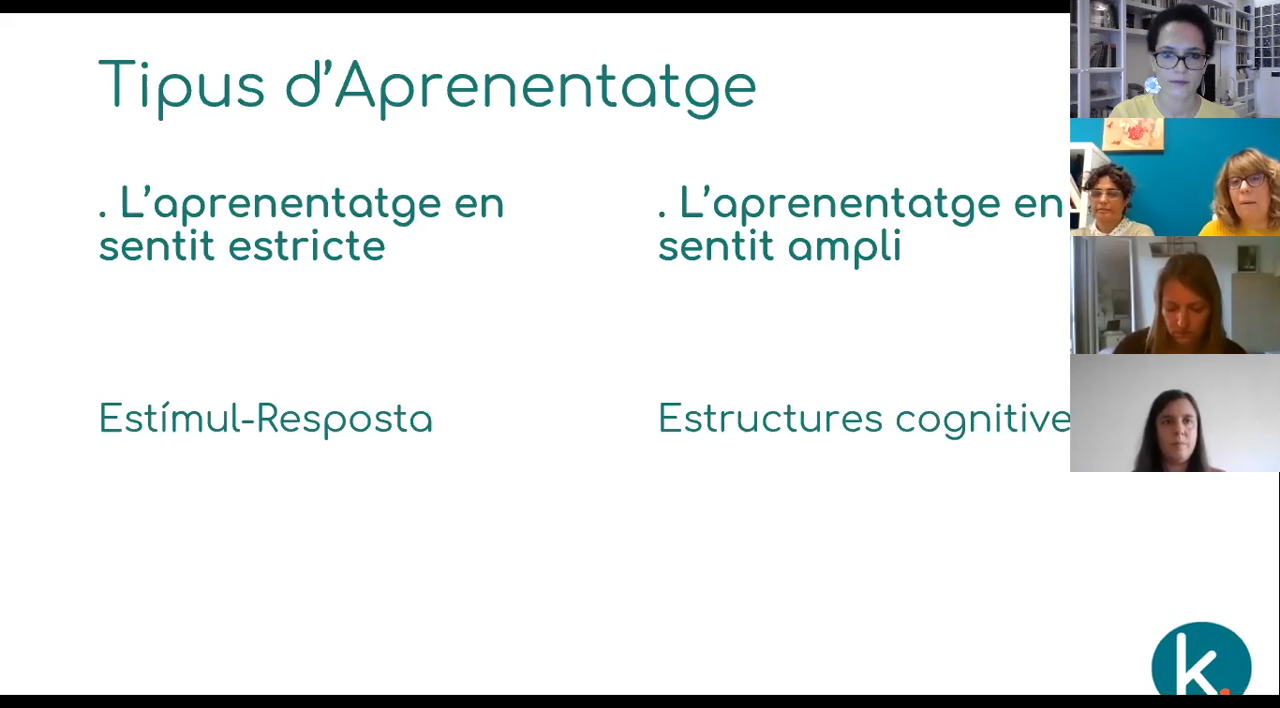 Tipus d'Aprenentatge
. L'aprenentatge en
sentit estricte
. L'aprenentatge en
sentit ampli
Estímul-Resposta
Estructures cognitive
k.